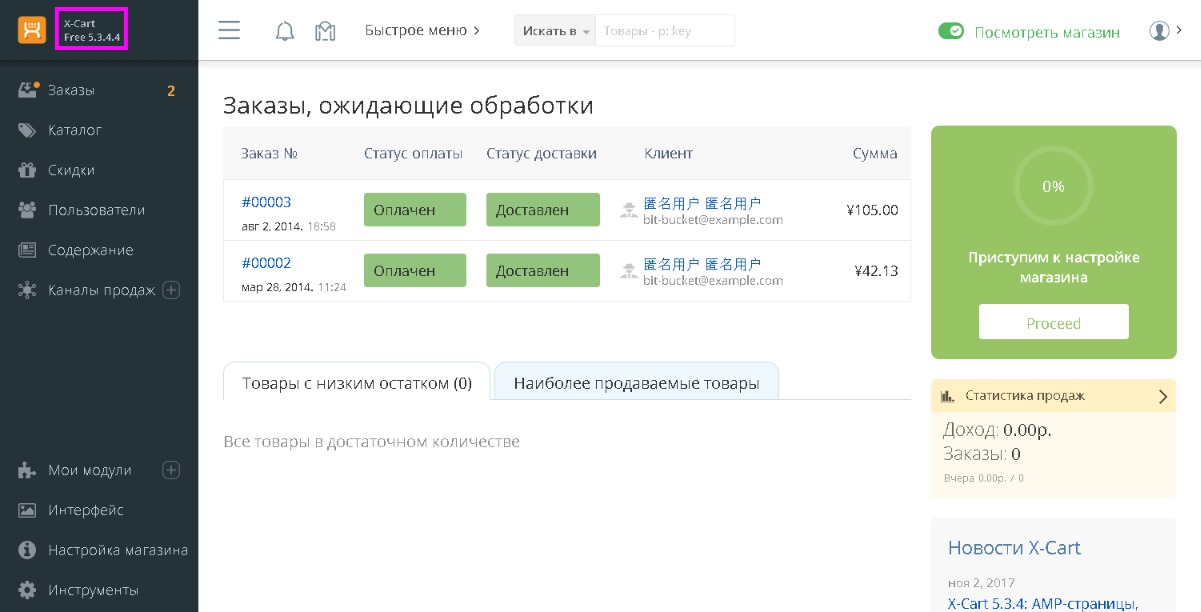 X-Cart
Free 5.3.4.4
Быстрое меню
Искать в
Товары - p: key
Посмотреть магазин
Заказы
2
Каталог
Скидки
Пользователи
Содержание
Каналы продаж
Мои модули
Интерфейс
Настройка магазина
Инструменты
Заказы, ожидающие обработки
Заказ № Статус оплаты Статус доставки Клиент Сумма
#00003 Оплачен Доставлен 匿名用户 匿名用户 ¥105.00
авг 2, 2014. 18:58 bit-bucket@example.com
#00002 Оплачен Доставлен 匿名用户 匿名用户 ¥42.13
мар 28, 2014. 11:24 bit-bucket@example.com
Товары с низким остатком (0)
Наиболее продаваемые товары
Все товары в достаточном количестве
0%
Приступим к настройке
магазина
Proceed
Статистика продаж
Доход: 0.00р.
Заказы: 0
Вчера 0.00р. / 0
Новости X-Cart
ноя 2, 2017
X-Cart 5.3.4: AMP-страницы,